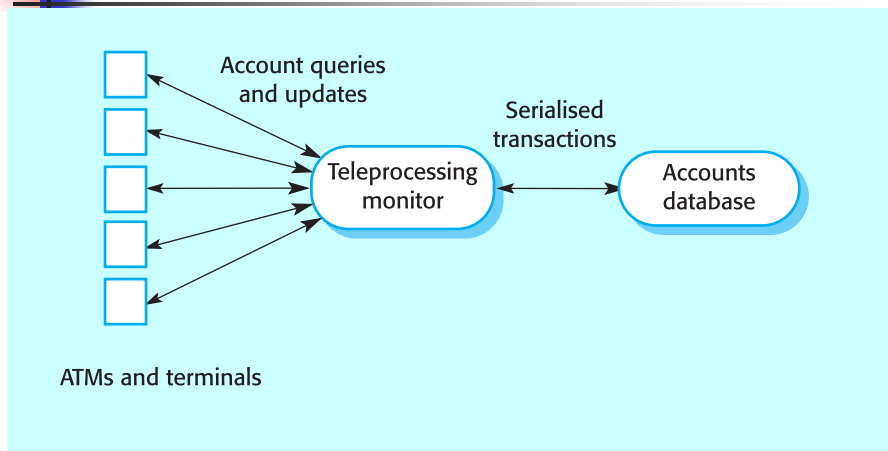 Account queries
and updates
Serialised
transactions
Teleprocessing
monitor
Accounts
database
ATMs and terminals